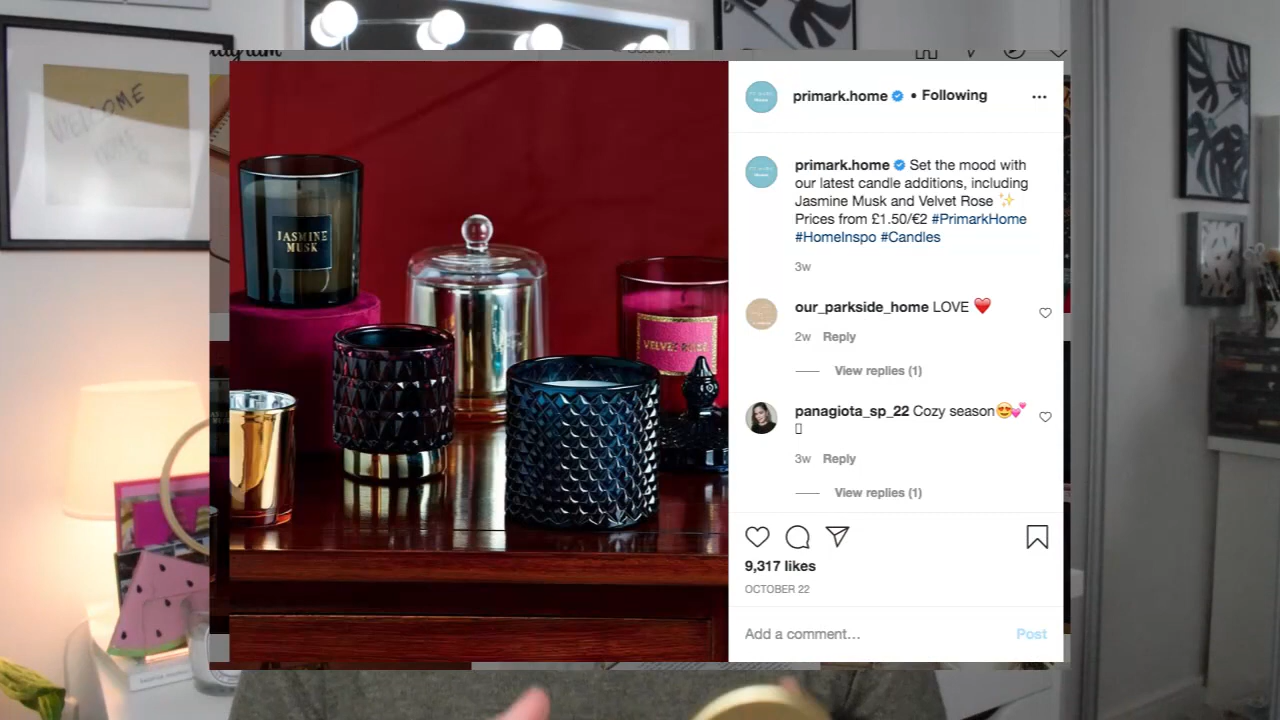 WELCOME
HOME
JASMINE
MUSK
VELVET ROSE
primark.home • Following
primark.home Set the mood with
our latest candle additions, including
Jasmine Musk and Velvet Rose ✨
Prices from £1.50/€2 #PrimarkHome
#HomeInspo #Candles
3w
our_parkside_home LOVE ❤️
2w Reply
View replies (1)
panagiota_sp_22 Cozy season😍💕
3w Reply
View replies (1)
9,317 likes
OCTOBER 22
Add a comment... Post